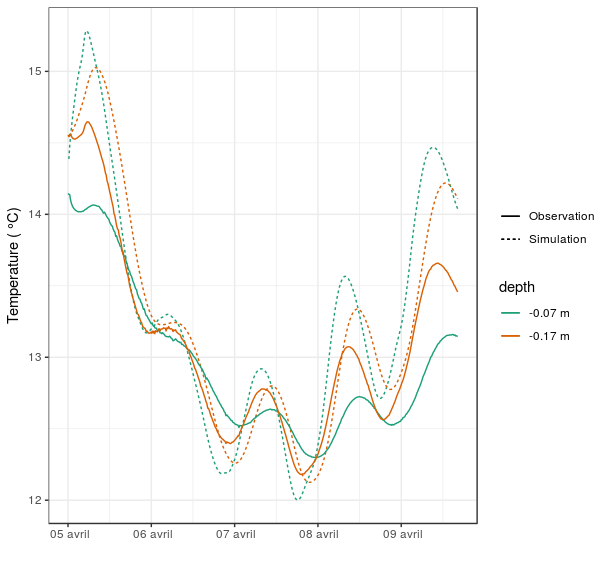 Temperature ( °C)
15
14
13
12
05 avril
06 avril
07 avril
08 avril
09 avril
Observation
Simulation
depth
-0.07 m
-0.17 m